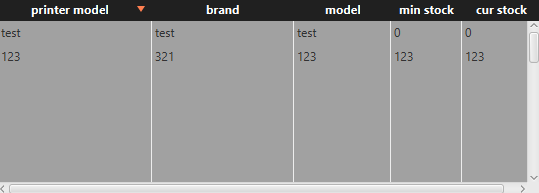 printer model brand model min stock cur stock
test test test 0 0
123 321 123 123 123